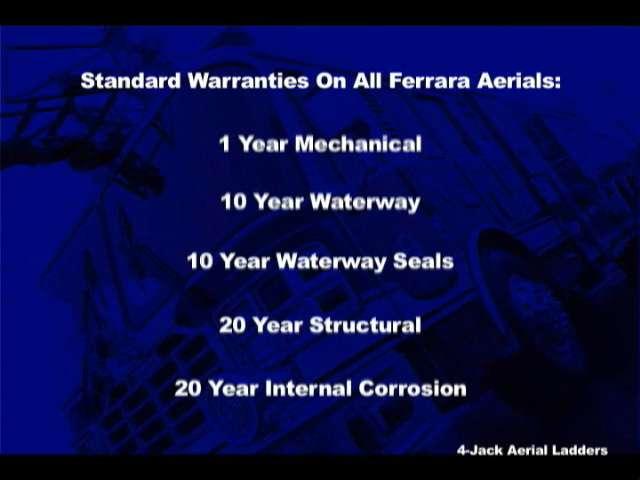 Standard Warranties On All Ferrara Aerials:
1 Year Mechanical
10 Year Waterway
10 Year Waterway Seals
20 Year Structural
20 Year Internal Corrosion
4-Jack Aerial Ladders